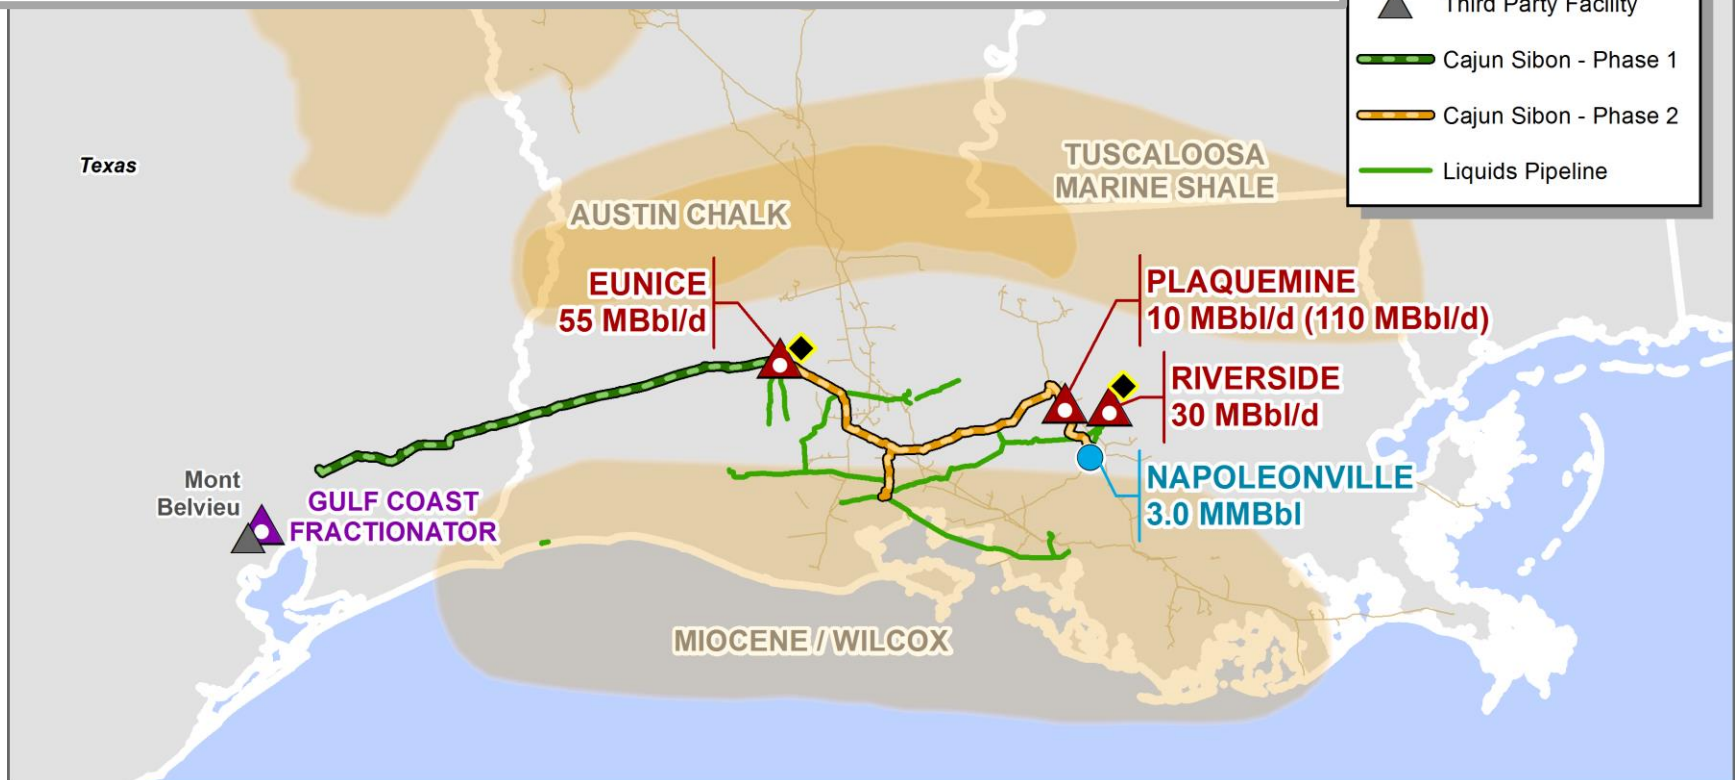 Third Party Facility
Cajun Sibon - Phase 1
Cajun Sibon - Phase 2
Liquids Pipeline
Texas
TUSCALOOSA
MARINE SHALE
AUSTIN CHALK
EUNICE
55 MBbl/d
PLAQUEMINE
10 MBbl/d (110 MBbl/d)
RIVERSIDE
30 MBbl/d
NAPOLEONVILLE
3.0 MMBbl
Mont
Belvieu
GULF COAST
FRACTIONATOR
MIOCENE / WILCOX